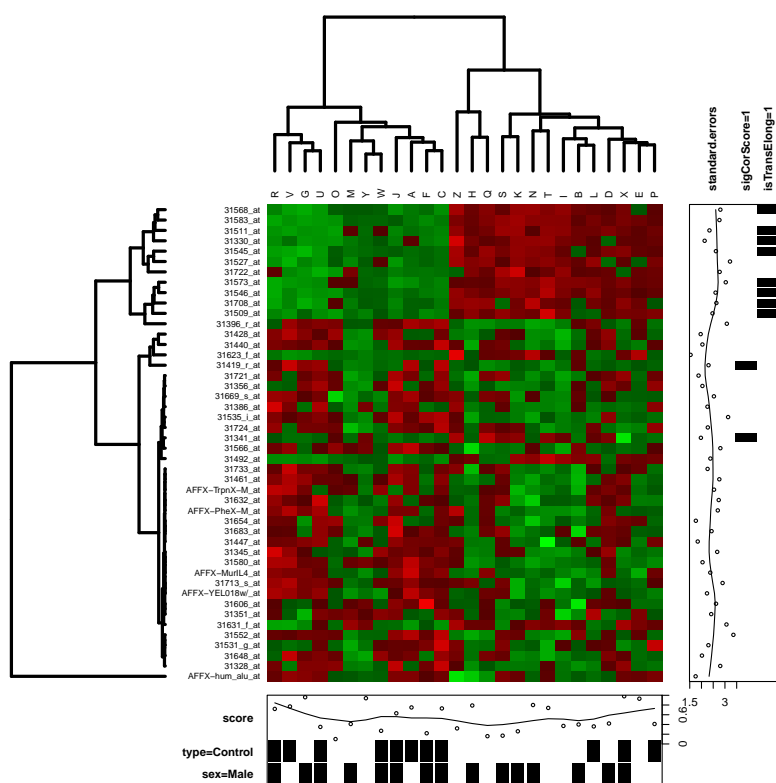 standard.errors
sigCorScore=1
isTransElong=1
R V G U O M Y W J A F C Z H Q S K N T I B L D X E P
31568_at
31583_at
31511_at
31330_at
31545_at
31527_at
31722_at
31573_at
31546_at
31708_at
31509_at
31396_r_at
31428_at
31440_at
31623_f_at
31419_r_at
31721_at
31356_at
31669_s_at
31386_at
31535_i_at
31724_at
31341_at
31566_at
31492_at
31733_at
31461_at
AFFX-TrpnX-M_at
31632_at
AFFX-PheX-M_at
31654_at
31683_at
31447_at
31345_at
31580_at
AFFX-MurIL4_at
31713_s_at
AFFX-YEL018w/_at
31606_at
31351_at
31631_f_at
31552_at
31531_g_at
31648_at
31328_at
AFFX-hum_alu_at
1.5 3
score
0.6
0
type=Control
sex=Male